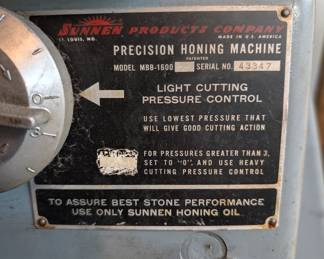 SUNNEN PRODUCTS COMPANY
ST. LOUIS, MO. MADE IN U.S. AMERICA
PRECISION HONING MACHINE
PATENTED
MODEL MBB-1600 SERIAL NO. 43347
LIGHT CUTTING
PRESSURE CONTROL
USE LOWEST PRESSURE THAT
WILL GIVE GOOD CUTTING ACTION
FOR PRESSURES GREATER THAN 3,
SET TO "0", AND USE HEAVY
CUTTING PRESSURE CONTROL
TO ASSURE BEST STONE PERFORMANCE
USE ONLY SUNNEN HONING OIL
0
3